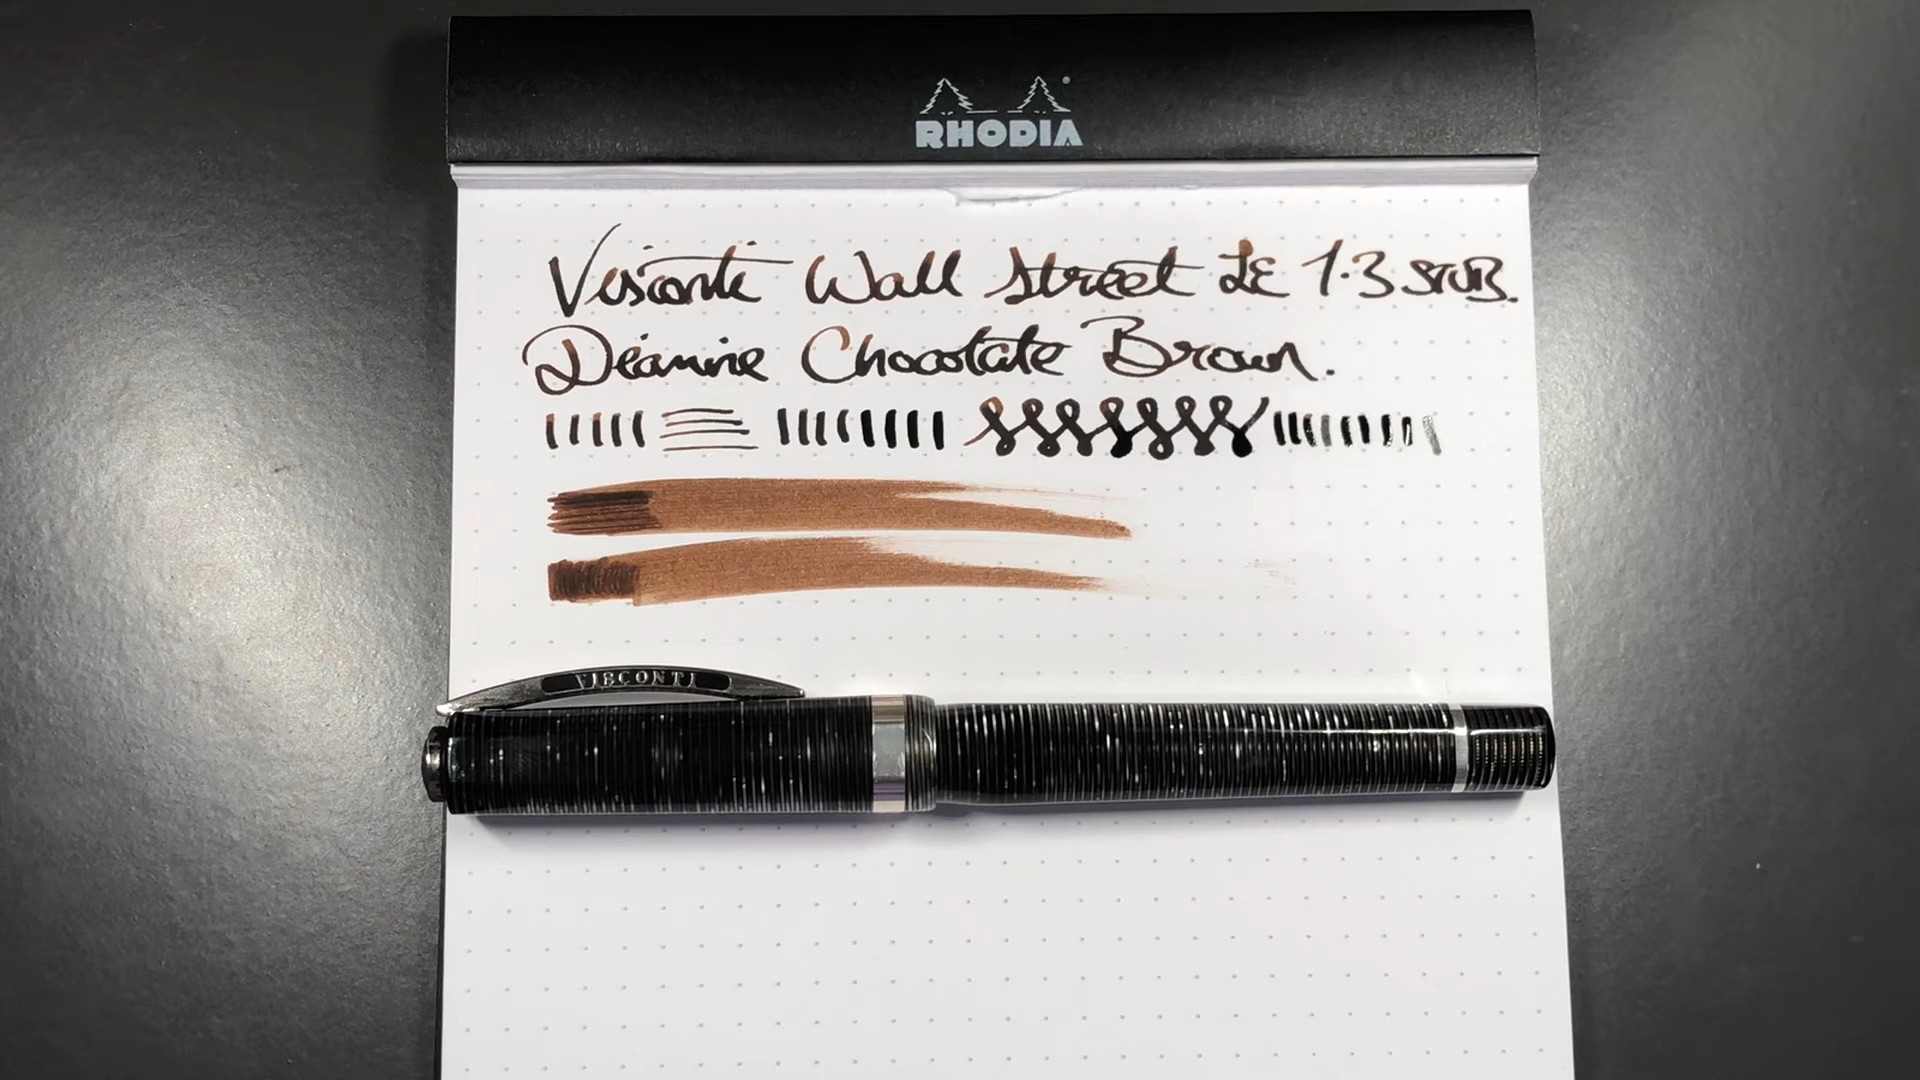 RHODIA
Visconti Wall Street LE 1.3 STUB.
Diamine Chocolate Brown.
VISCONTI